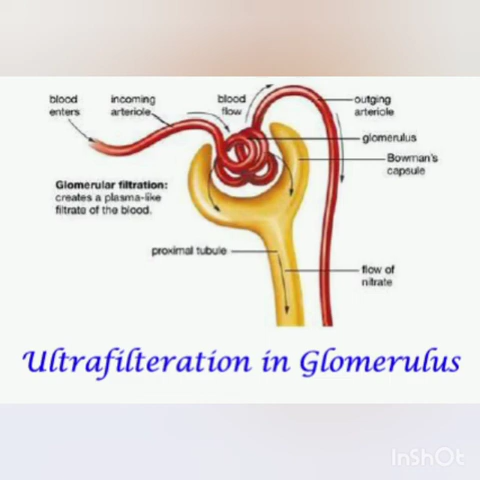 blood
enters
incoming
arteriole
blood
flow
outging
arteriole
glomerulus
Bowman's
capsule
Glomerular filtration:
creates a plasma-like
filtrate of the blood.
proximal tubule
flow of
nitrate
Ultrafilteration in Glomerulus
InShOt